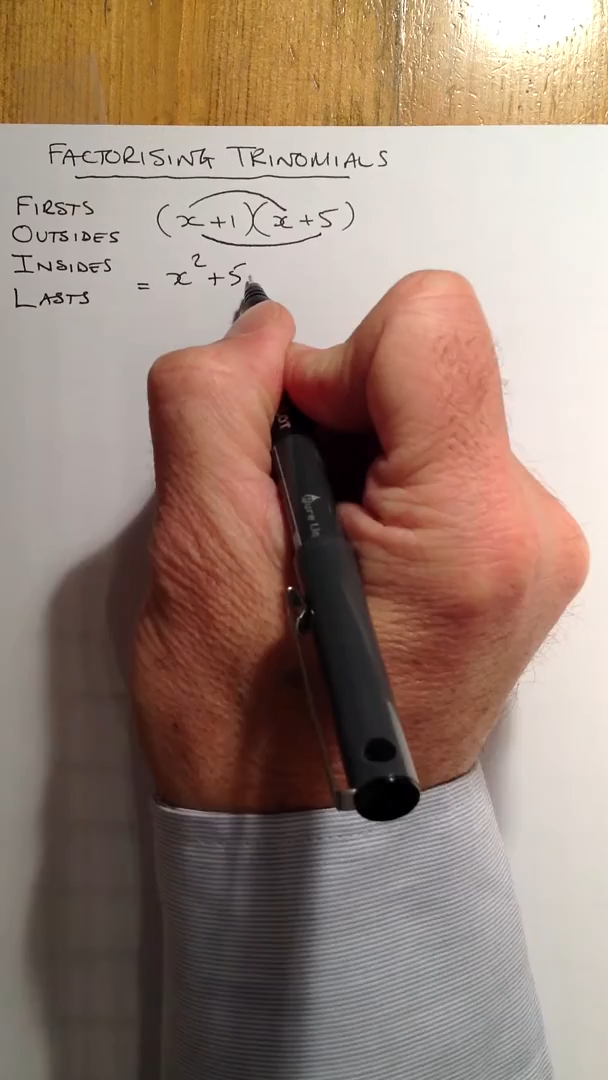 FACTORISING TRINOMIALS
FIRSTS
OUTSIDES
INSIDES
LASTS
(x+1)(x+5)
= x² +5